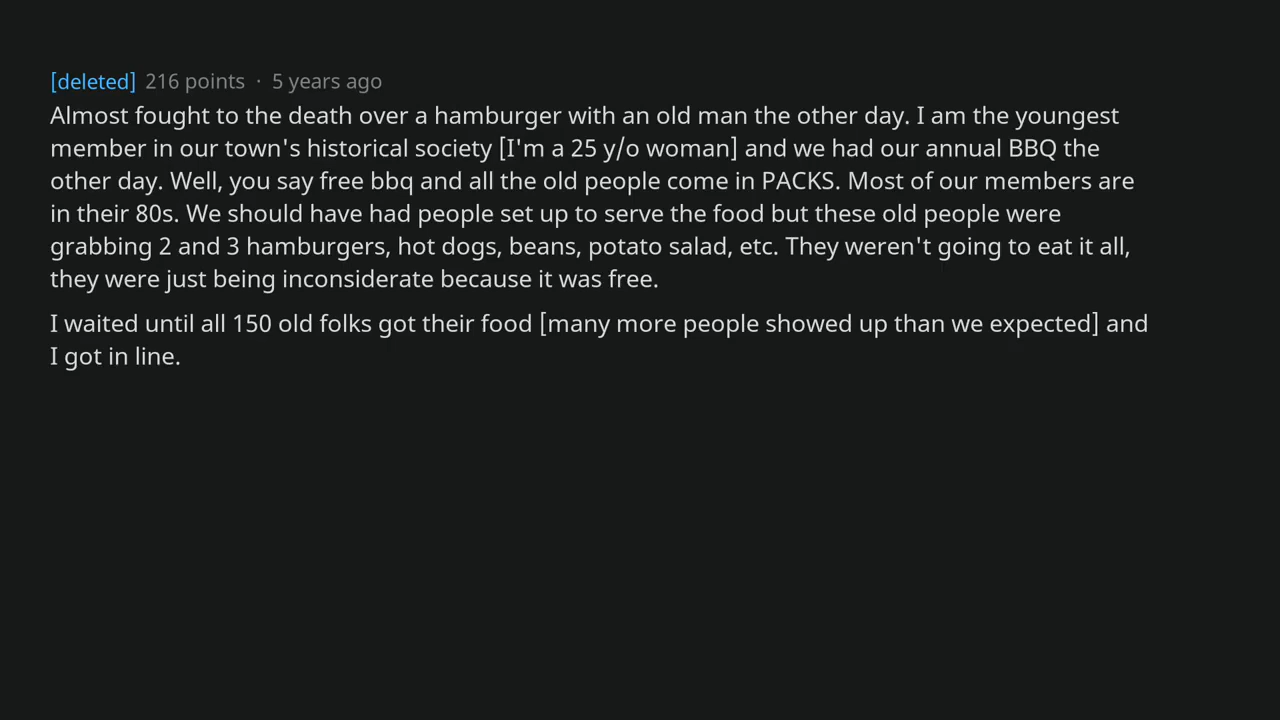 [deleted] 216 points · 5 years ago
Almost fought to the death over a hamburger with an old man the other day. I am the youngest
member in our town's historical society [I'm a 25 y/o woman] and we had our annual BBQ the
other day. Well, you say free bbq and all the old people come in PACKS. Most of our members are
in their 80s. We should have had people set up to serve the food but these old people were
grabbing 2 and 3 hamburgers, hot dogs, beans, potato salad, etc. They weren't going to eat it all,
they were just being inconsiderate because it was free.
I waited until all 150 old folks got their food [many more people showed up than we expected] and
I got in line.